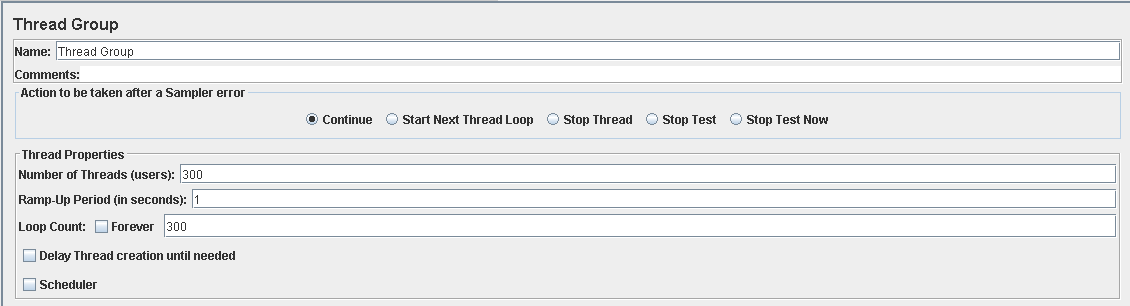 Thread Group
Name: Thread Group
Comments:
Action to be taken after a Sampler error
Continue Start Next Thread Loop Stop Thread Stop Test Stop Test Now
Thread Properties
Number of Threads (users): 300
Ramp-Up Period (in seconds): 1
Loop Count: Forever 300
Delay Thread creation until needed
Scheduler